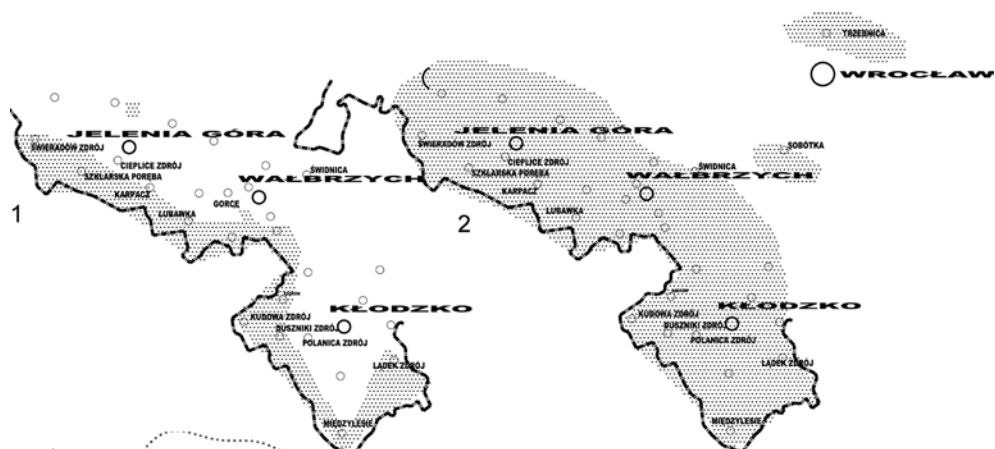 JELENIA GÓRA
ŚWIERADÓW ZDRÓJ
CIEPLICE ZDRÓJ
SZKLARSKA PORĘBA
KARPACZ
WAŁBRZYCH
ŚWIDNICA
GORCE
LUBAWKA
1
KŁODZKO
KUDOWA ZDRÓJ
DUSZNIKI ZDRÓJ
POLANICA ZDRÓJ
LĄDEK ZDRÓJ
MIĘDZYLESIE
TRZEBNICA
WROCŁAW
JELENIA GÓRA
ŚWIERADÓW ZDRÓJ
CIEPLICE ZDRÓJ
SZKLARSKA PORĘBA
KARPACZ
SOBÓTKA
ŚWIDNICA
WAŁBRZYCH
LUBAWKA
2
KŁODZKO
KUDOWA ZDRÓJ
DUSZNIKI ZDRÓJ
POLANICA ZDRÓJ
LĄDEK ZDRÓJ
MIĘDZYLESIE